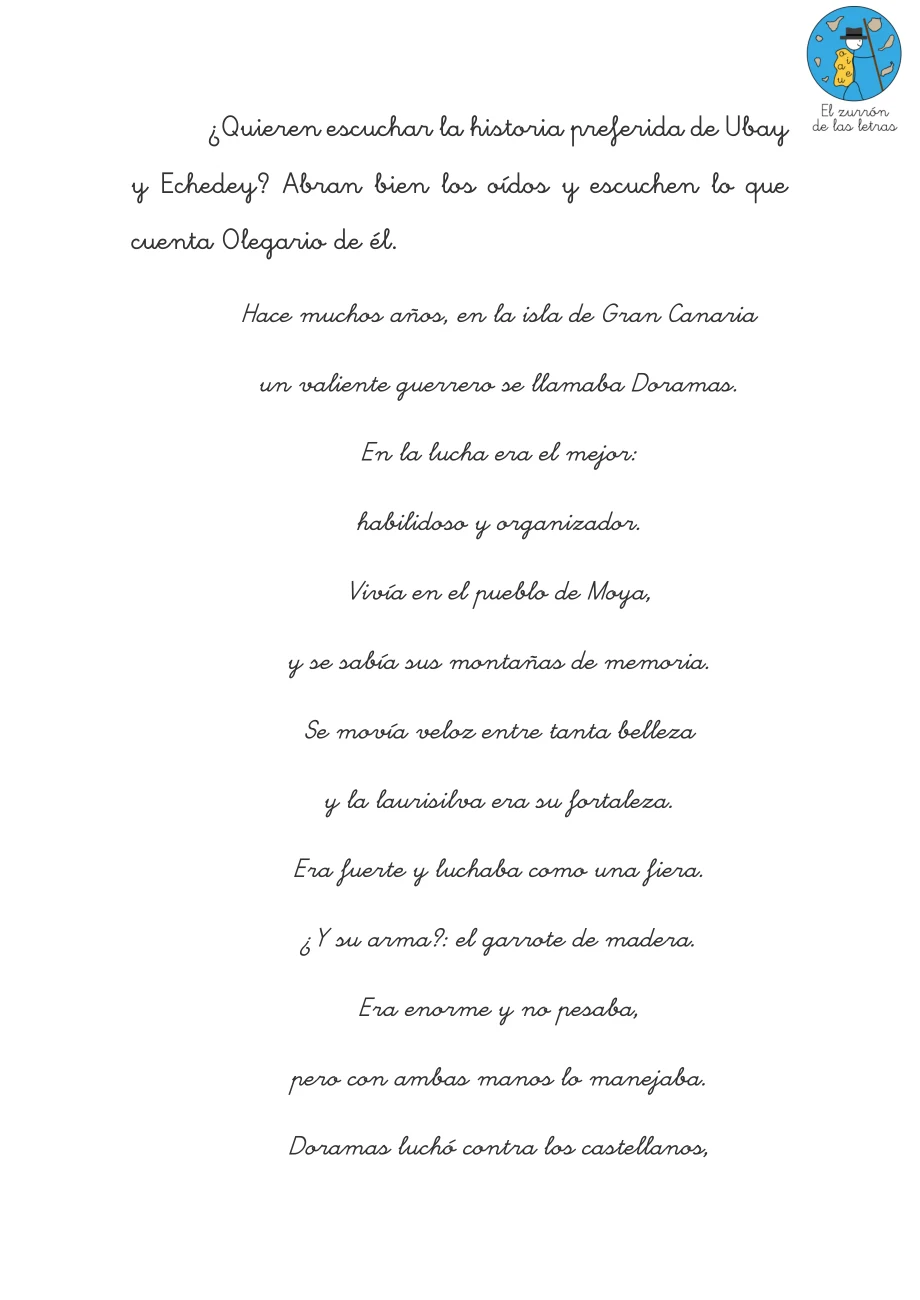 El zurrón
de las letras
¿Quieren escuchar la historia preferida de Ubay
y Echedey? Abran bien los oídos y escuchen lo que
cuenta Olegario de él.
Hace muchos años, en la isla de Gran Canaria
un valiente guerrero se llamaba Doramas.
En la lucha era el mejor:
habilidoso y organizador.
Vivía en el pueblo de Moya,
y se sabía sus montañas de memoria.
Se movía veloz entre tanta belleza
y la laurisilva era su fortaleza.
Era fuerte y luchaba como una fiera.
¿Y su arma?: el garrote de madera.
Era enorme y no pesaba,
pero con ambas manos lo manejaba.
Doramas luchó contra los castellanos,